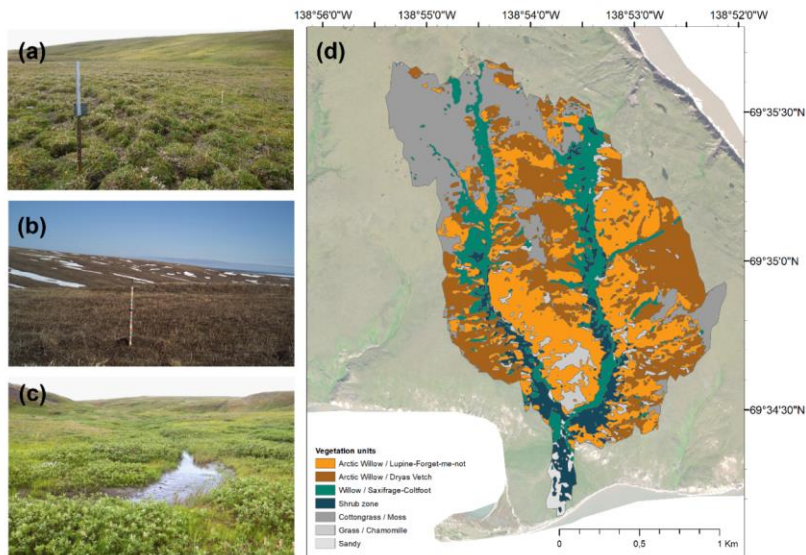 138°56'0"W 138°55'0"W 138°54'0"W 138°53'0"W 138°52'0"W
(a)
(d)
69°35'30"N
(b)
69°35'0"N
(c)
69°34'30"N
Vegetation units
Arctic Willow / Lupine-Forget-me-not
Arctic Willow / Dryas Vetch
Willow / Saxifrage-Coltfoot
Shrub zone
Cottongrass / Moss
Grass / Chamomille
Sandy
0 0,5 1 Km